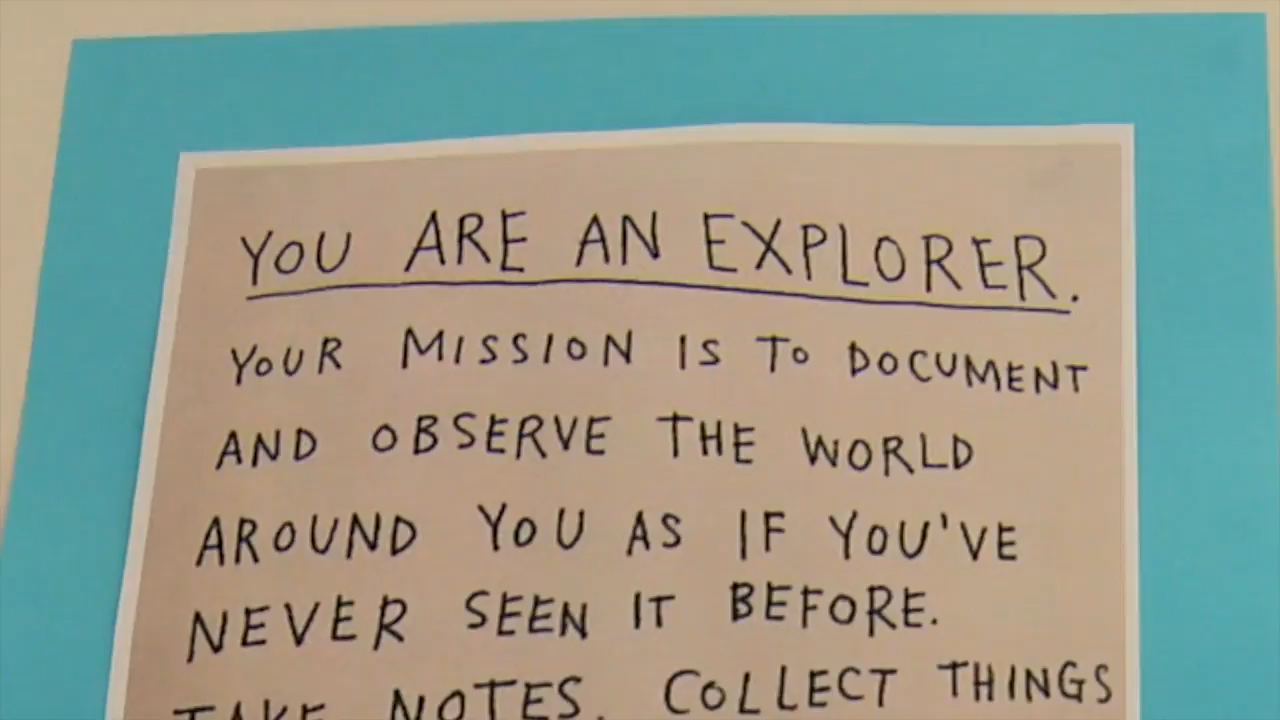 YOU ARE AN EXPLORER.
YOUR MISSION IS TO DOCUMENT
AND OBSERVE THE WORLD
AROUND YOU AS IF YOU'VE
NEVER SEEN IT BEFORE.
TAKE NOTES. COLLECT THINGS